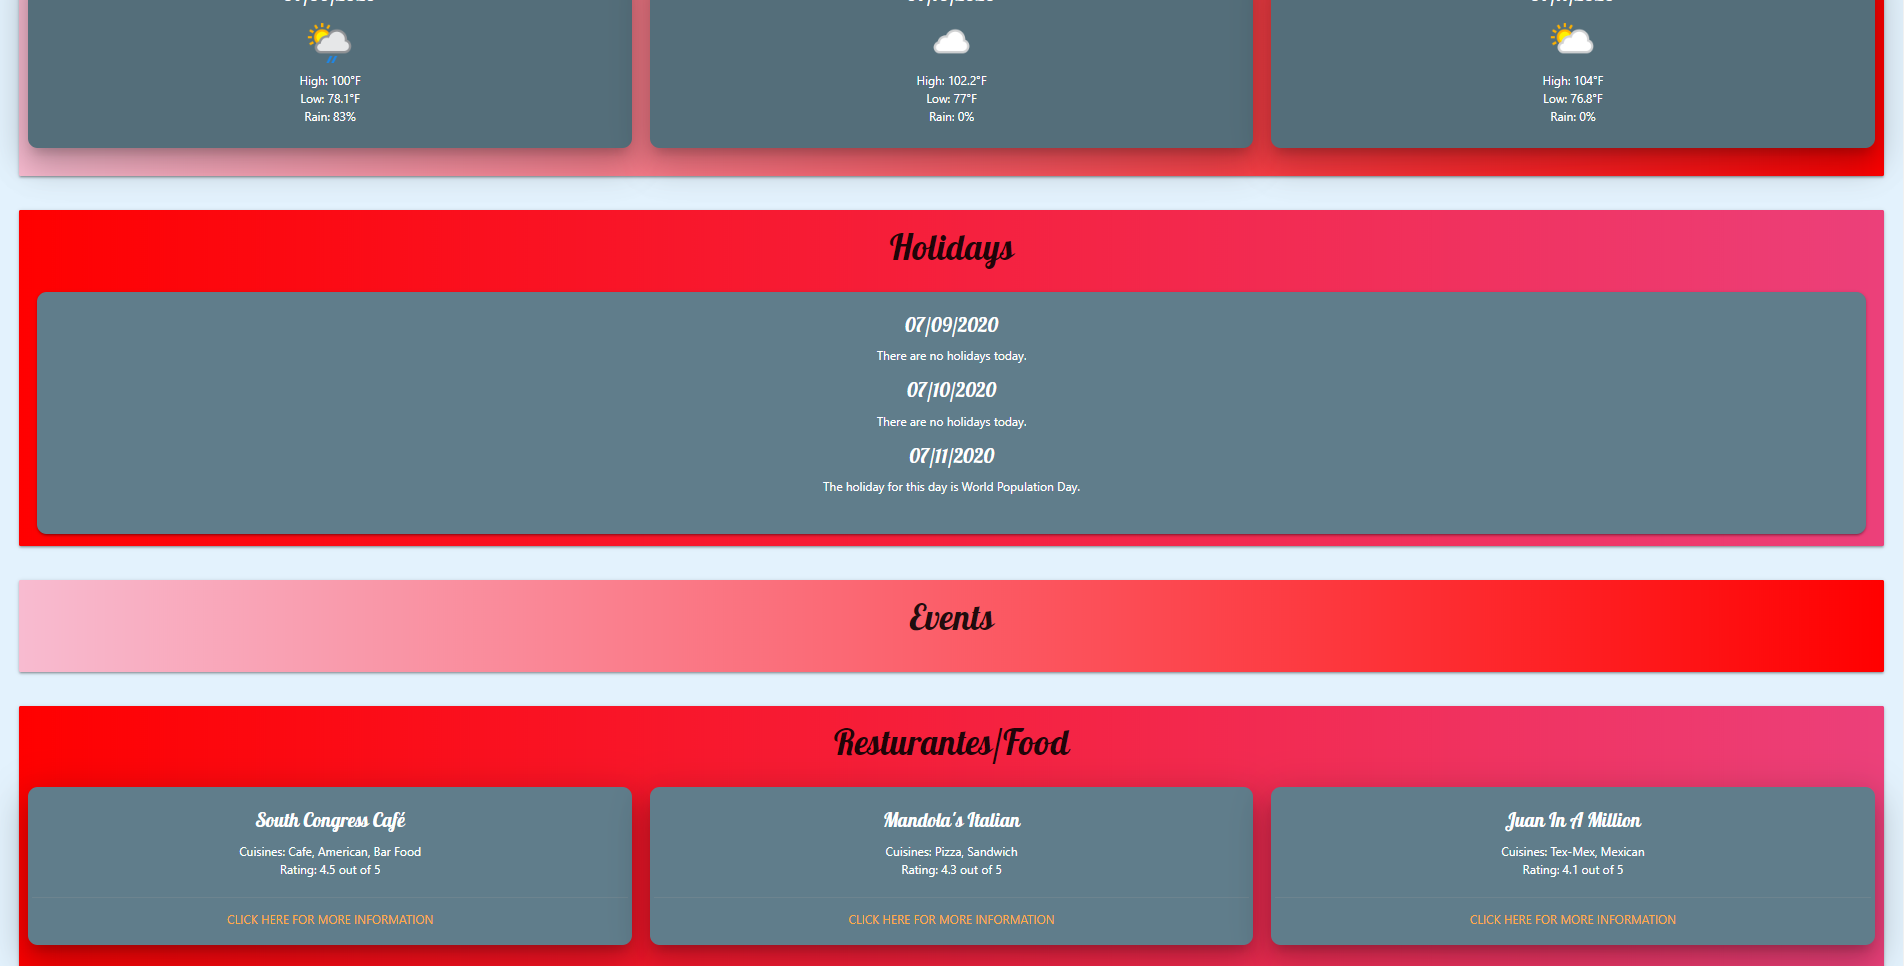 High: 100°F
Low: 78.1°F
Rain: 83%
High: 102.2°F
Low: 77°F
Rain: 0%
High: 104°F
Low: 76.8°F
Rain: 0%
Holidays
07/09/2020
There are no holidays today.
07/10/2020
There are no holidays today.
07/11/2020
The holiday for this day is World Population Day.
Events
Resturantes/Food
South Congress Café
Cuisines: Cafe, American, Bar Food
Rating: 4.5 out of 5
CLICK HERE FOR MORE INFORMATION
Mandola's Italian
Cuisines: Pizza, Sandwich
Rating: 4.3 out of 5
CLICK HERE FOR MORE INFORMATION
Juan In A Million
Cuisines: Tex-Mex, Mexican
Rating: 4.1 out of 5
CLICK HERE FOR MORE INFORMATION